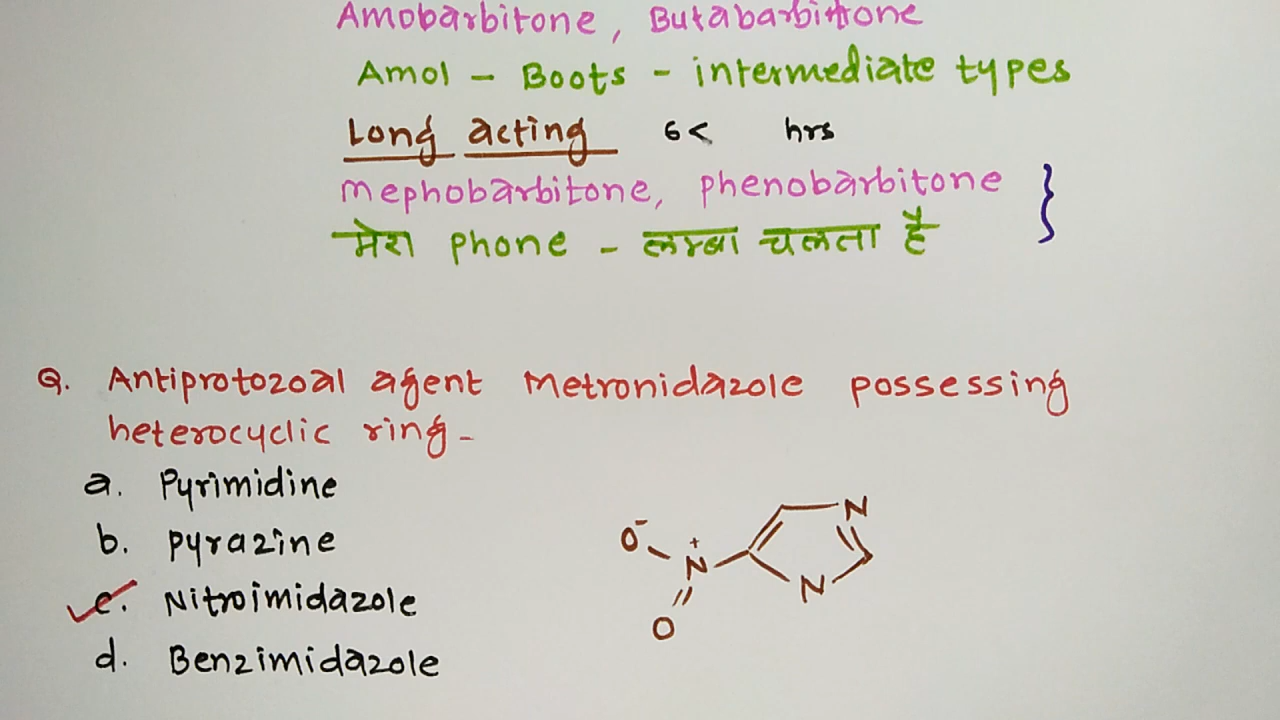 Amobarbitone, Butabarbitone
Amol - Boots - intermediate types
Long acting 6< hrs
Mephobarbitone, Phenobarbitone
मेरा phone - लम्बा चलता है
Q. Antiprotozoal agent Metronidazole possessing
heterocyclic ring-
a. Pyrimidine
b. Pyrazine
c. Nitroimidazole
d. Benzimidazole
N
O⁻
N⁺
N
O